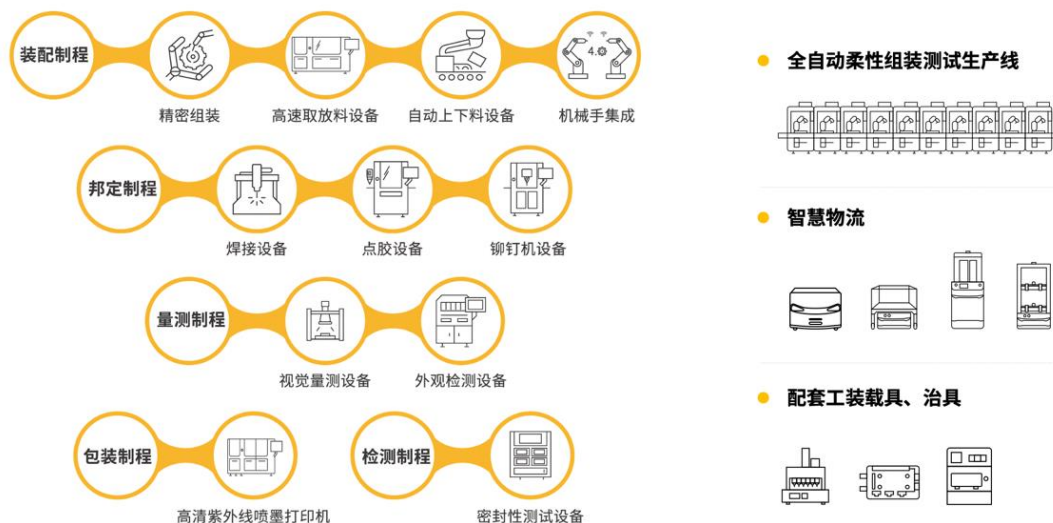 装配制程
精密组装
高速取放料设备
自动上下料设备
4.0
机械手集成
邦定制程
焊接设备
点胶设备
铆钉机设备
量测制程
视觉量测设备
外观检测设备
包装制程
高清紫外线喷墨打印机
检测制程
密封性测试设备
全自动柔性组装测试生产线
智慧物流
配套工装载具、治具